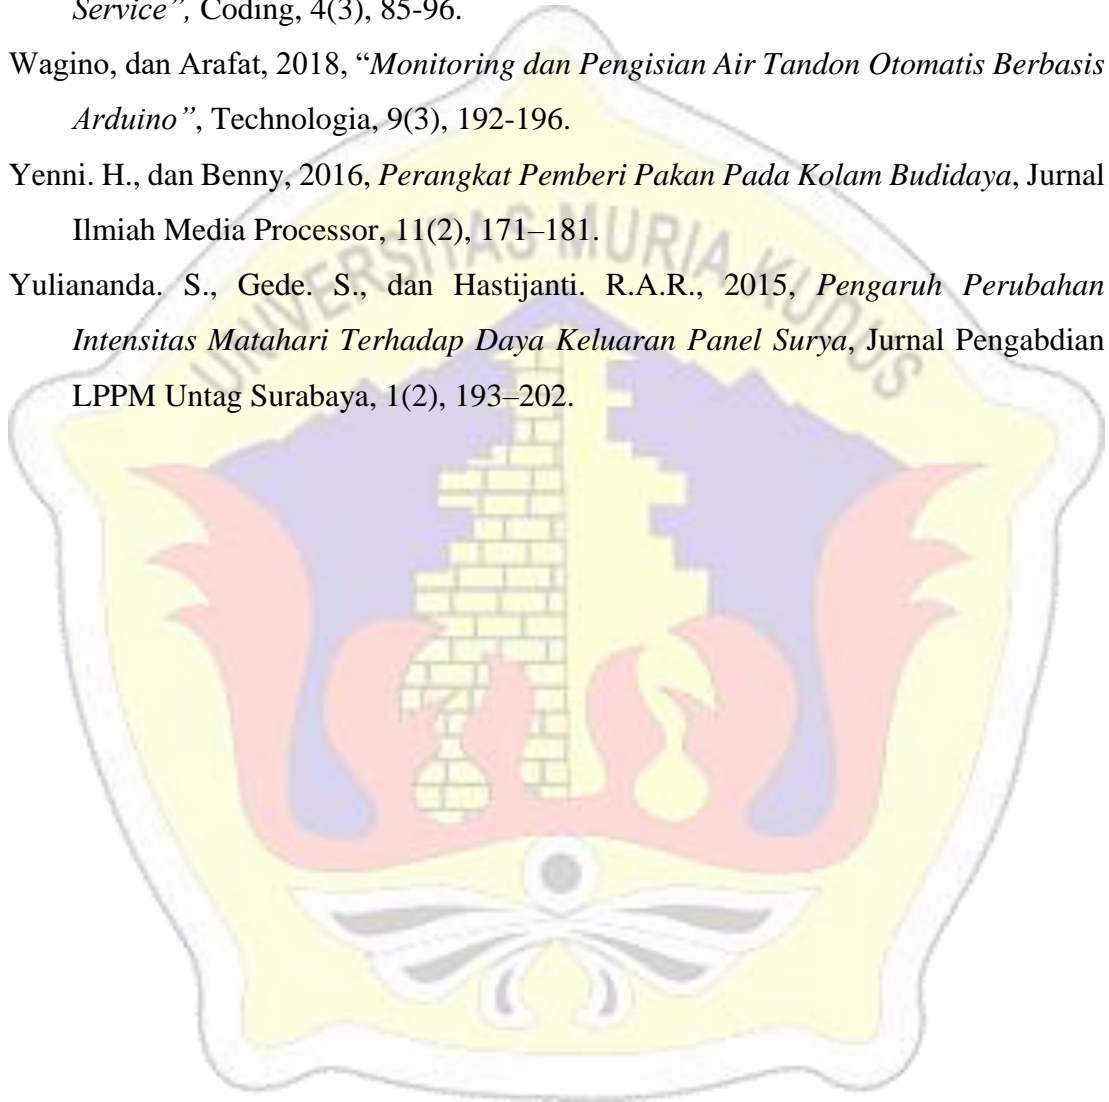 Service”, Coding, 4(3), 85-96.
Wagino, dan Arafat, 2018, “Monitoring dan Pengisian Air Tandon Otomatis Berbasis
Arduino”, Technologia, 9(3), 192-196.
Yenni. H., dan Benny, 2016, Perangkat Pemberi Pakan Pada Kolam Budidaya, Jurnal
Ilmiah Media Processor, 11(2), 171–181.
Yuliananda. S., Gede. S., dan Hastijanti. R.A.R., 2015, Pengaruh Perubahan
Intensitas Matahari Terhadap Daya Keluaran Panel Surya, Jurnal Pengabdian
LPPM Untag Surabaya, 1(2), 193–202.
UNIVERSITAS MURIA KUDUS